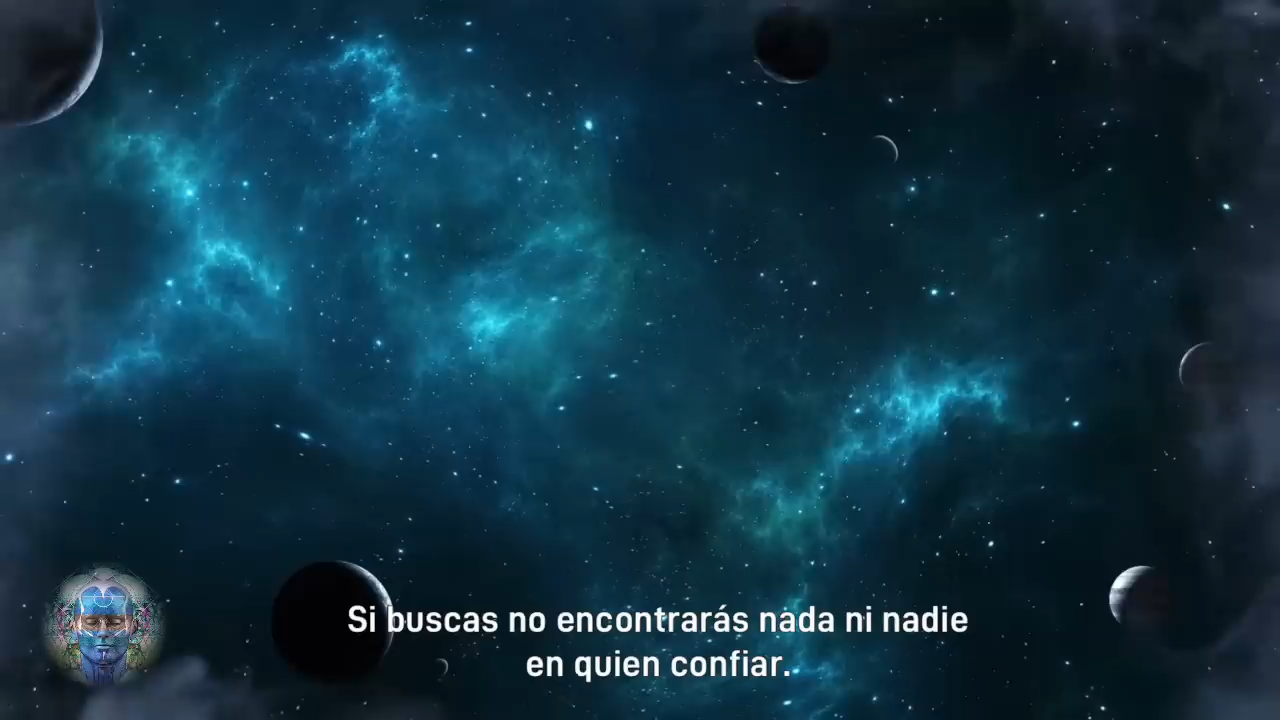 Si buscas no encontrarás nada ni nadie
en quien confiar.